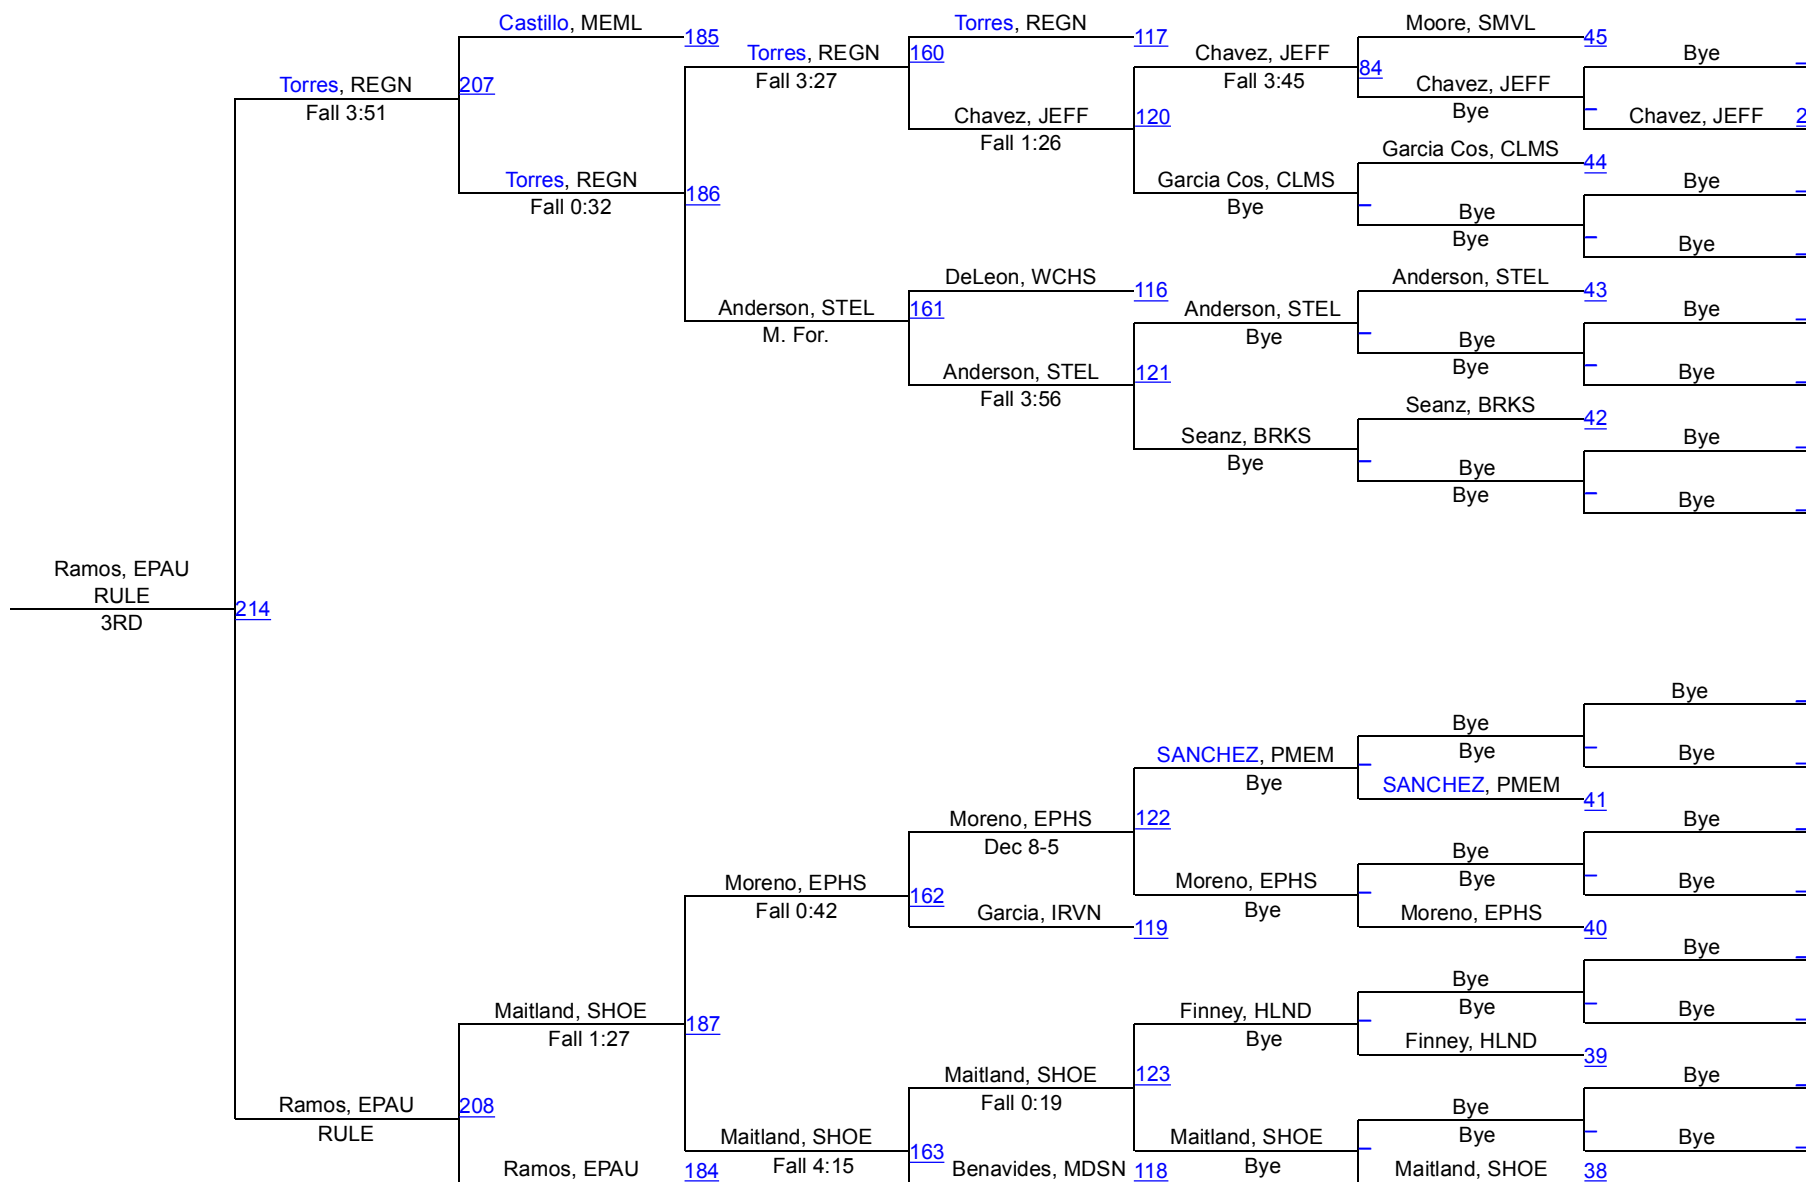 Castillo, MEML
Torres, REGN
Moore, SMVL
185
117
45
Torres, REGN
160
Chavez, JEFF
Bye
Fall 3:27
Fall 3:45
84
Torres, REGN
207
Chavez, JEFF
Fall 3:51
Bye
Chavez, JEFF
120
Chavez, JEFF
2
Fall 1:26
Garcia Cos, CLMS
44
Torres, REGN
186
Garcia Cos, CLMS
Bye
Fall 0:32
Bye
Bye
Bye
Bye
DeLeon, WCHS
Anderson, STEL
116
43
Anderson, STEL
161
Anderson, STEL
Bye
M. For.
Bye
Bye
Bye
Anderson, STEL
121
Bye
Fall 3:56
Seanz, BRKS
42
Seanz, BRKS
Bye
Bye
Bye
Bye
Bye
Ramos, EPAU
RULE
214
3RD
Bye
Bye
SANCHEZ, PMEM
Bye
Bye
Bye
SANCHEZ, PMEM
41
Moreno, EPHS
122
Bye
Dec 8-5
Bye
Moreno, EPHS
Moreno, EPHS
Bye
Bye
Fall 0:42
162
Bye
Garcia, IRVN
119
Moreno, EPHS
40
Bye
Bye
Maitland, SHOE
187
Finney, HLND
Bye
Bye
Fall 1:27
Bye
Finney, HLND
39
Maitland, SHOE
123
Bye
Fall 0:19
Ramos, EPAU
208
Bye
RULE
Maitland, SHOE
Maitland, SHOE
Bye
Bye
Fall 4:15
163
Bye
Ramos, EPAU
184
Benavides, MDSN
118
Maitland, SHOE
38